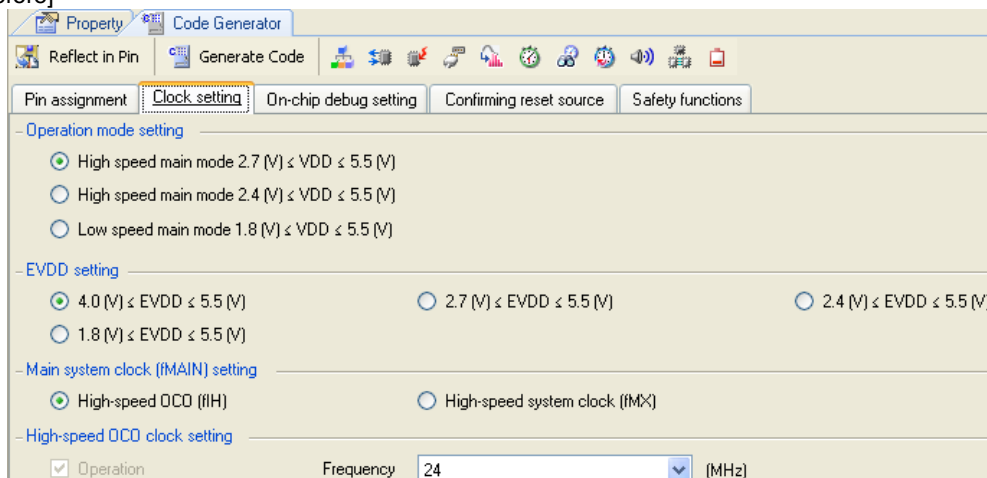 Property Code Generator
Reflect in Pin Generate Code
Pin assignment Clock setting On-chip debug setting Confirming reset source Safety functions
Operation mode setting
High speed main mode 2.7 (V) ≤ VDD ≤ 5.5 (V)
High speed main mode 2.4 (V) ≤ VDD ≤ 5.5 (V)
Low speed main mode 1.8 (V) ≤ VDD ≤ 5.5 (V)
EVDD setting
4.0 (V) ≤ EVDD ≤ 5.5 (V) 2.7 (V) ≤ EVDD ≤ 5.5 (V) 2.4 (V) ≤ EVDD ≤ 5.5 (V)
1.8 (V) ≤ EVDD ≤ 5.5 (V)
Main system clock (fMAIN) setting
High-speed OCO (fIH) High-speed system clock (fMX)
High-speed OCO clock setting
Operation Frequency 24 (MHz)